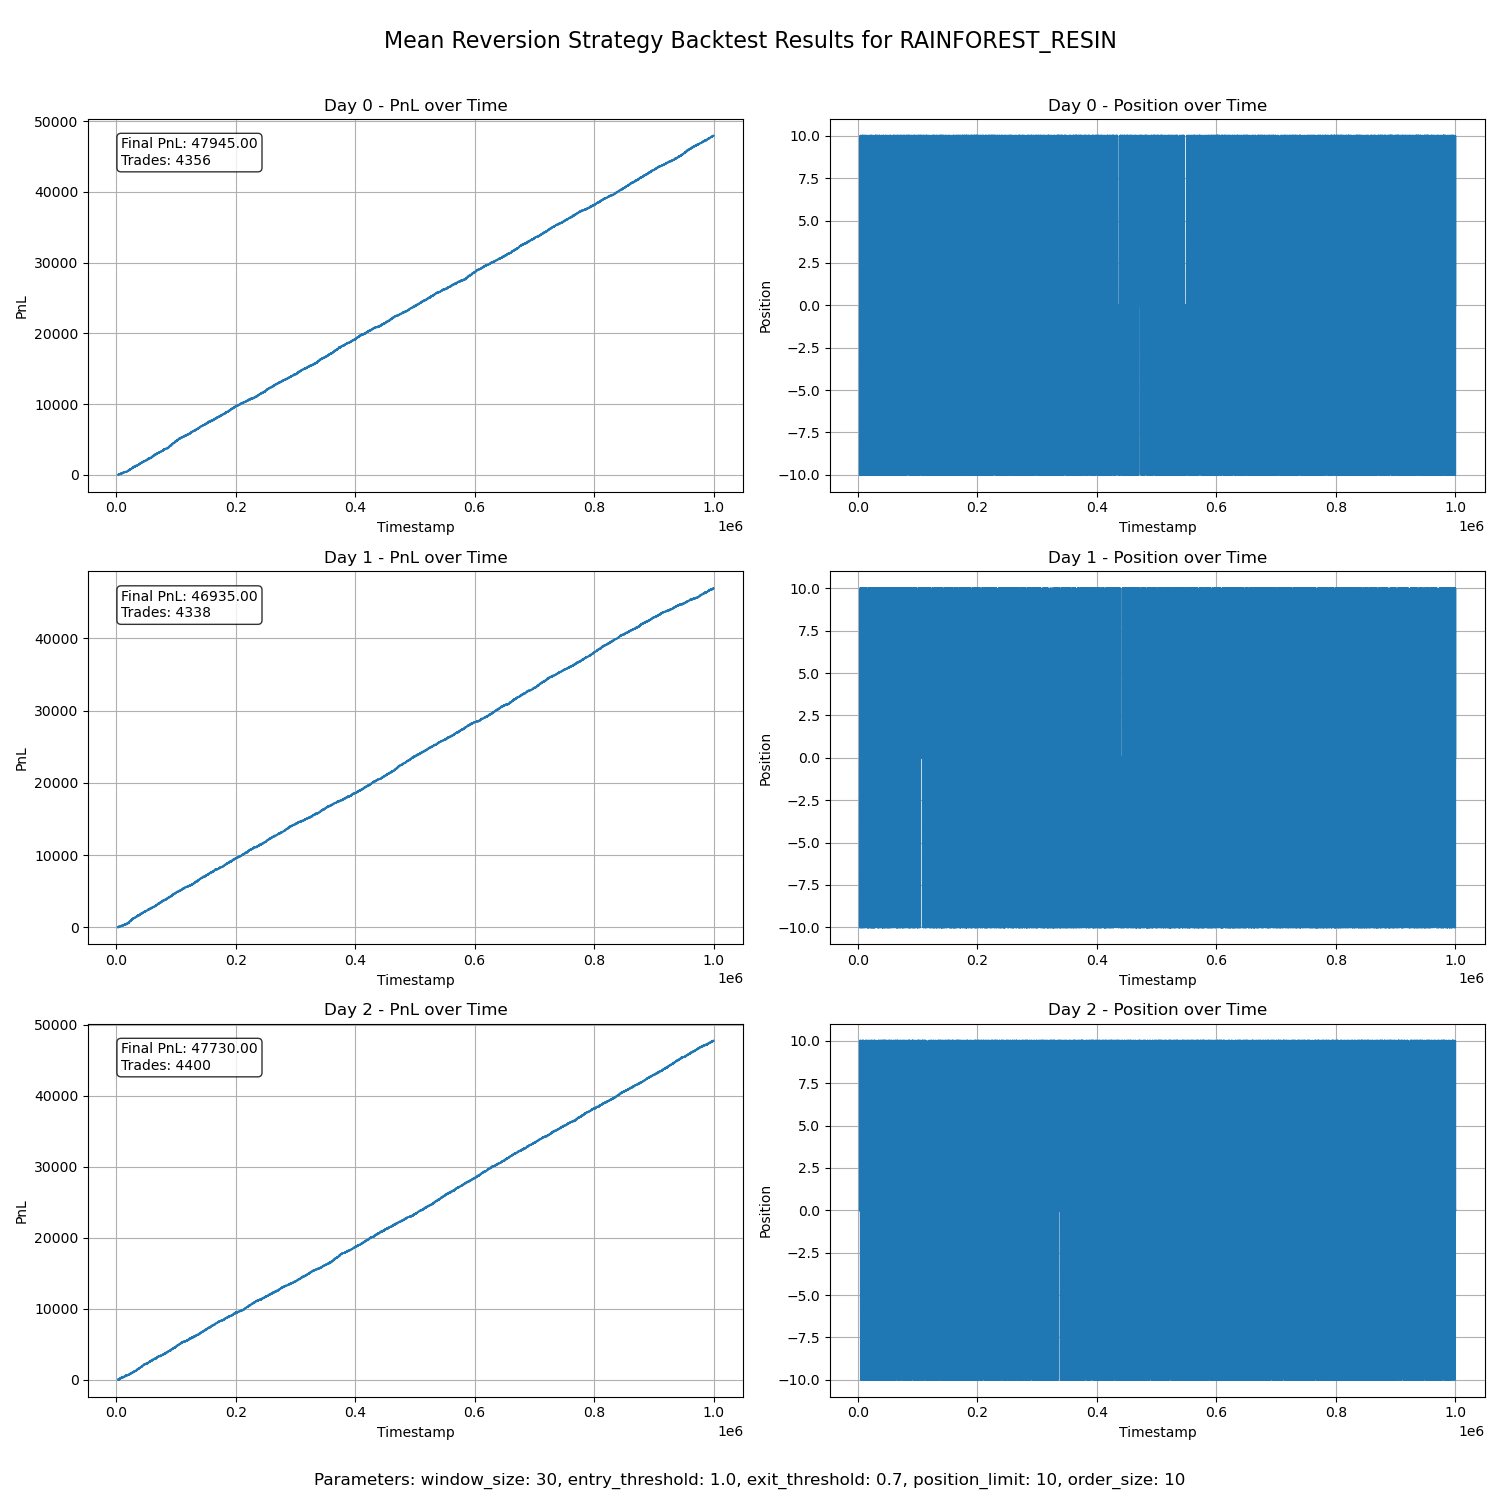 Mean Reversion Strategy Backtest Results for RAINFOREST_RESIN
Day 0 - PnL over Time
Final PnL: 47945.00
Trades: 4356
50000
40000
30000
20000
10000
0
PnL
0.0 0.2 0.4 0.6 0.8 1.0
1e6
Timestamp
Day 0 - Position over Time
10.0
7.5
5.0
2.5
0.0
−2.5
−5.0
−7.5
−10.0
Position
0.0 0.2 0.4 0.6 0.8 1.0
1e6
Timestamp
Day 1 - PnL over Time
Final PnL: 46935.00
Trades: 4338
40000
30000
20000
10000
0
PnL
0.0 0.2 0.4 0.6 0.8 1.0
1e6
Timestamp
Day 1 - Position over Time
10.0
7.5
5.0
2.5
0.0
−2.5
−5.0
−7.5
−10.0
Position
0.0 0.2 0.4 0.6 0.8 1.0
1e6
Timestamp
Day 2 - PnL over Time
Final PnL: 47730.00
Trades: 4400
50000
40000
30000
20000
10000
0
PnL
0.0 0.2 0.4 0.6 0.8 1.0
1e6
Timestamp
Day 2 - Position over Time
10.0
7.5
5.0
2.5
0.0
−2.5
−5.0
−7.5
−10.0
Position
0.0 0.2 0.4 0.6 0.8 1.0
1e6
Timestamp
Parameters: window_size: 30, entry_threshold: 1.0, exit_threshold: 0.7, position_limit: 10, order_size: 10